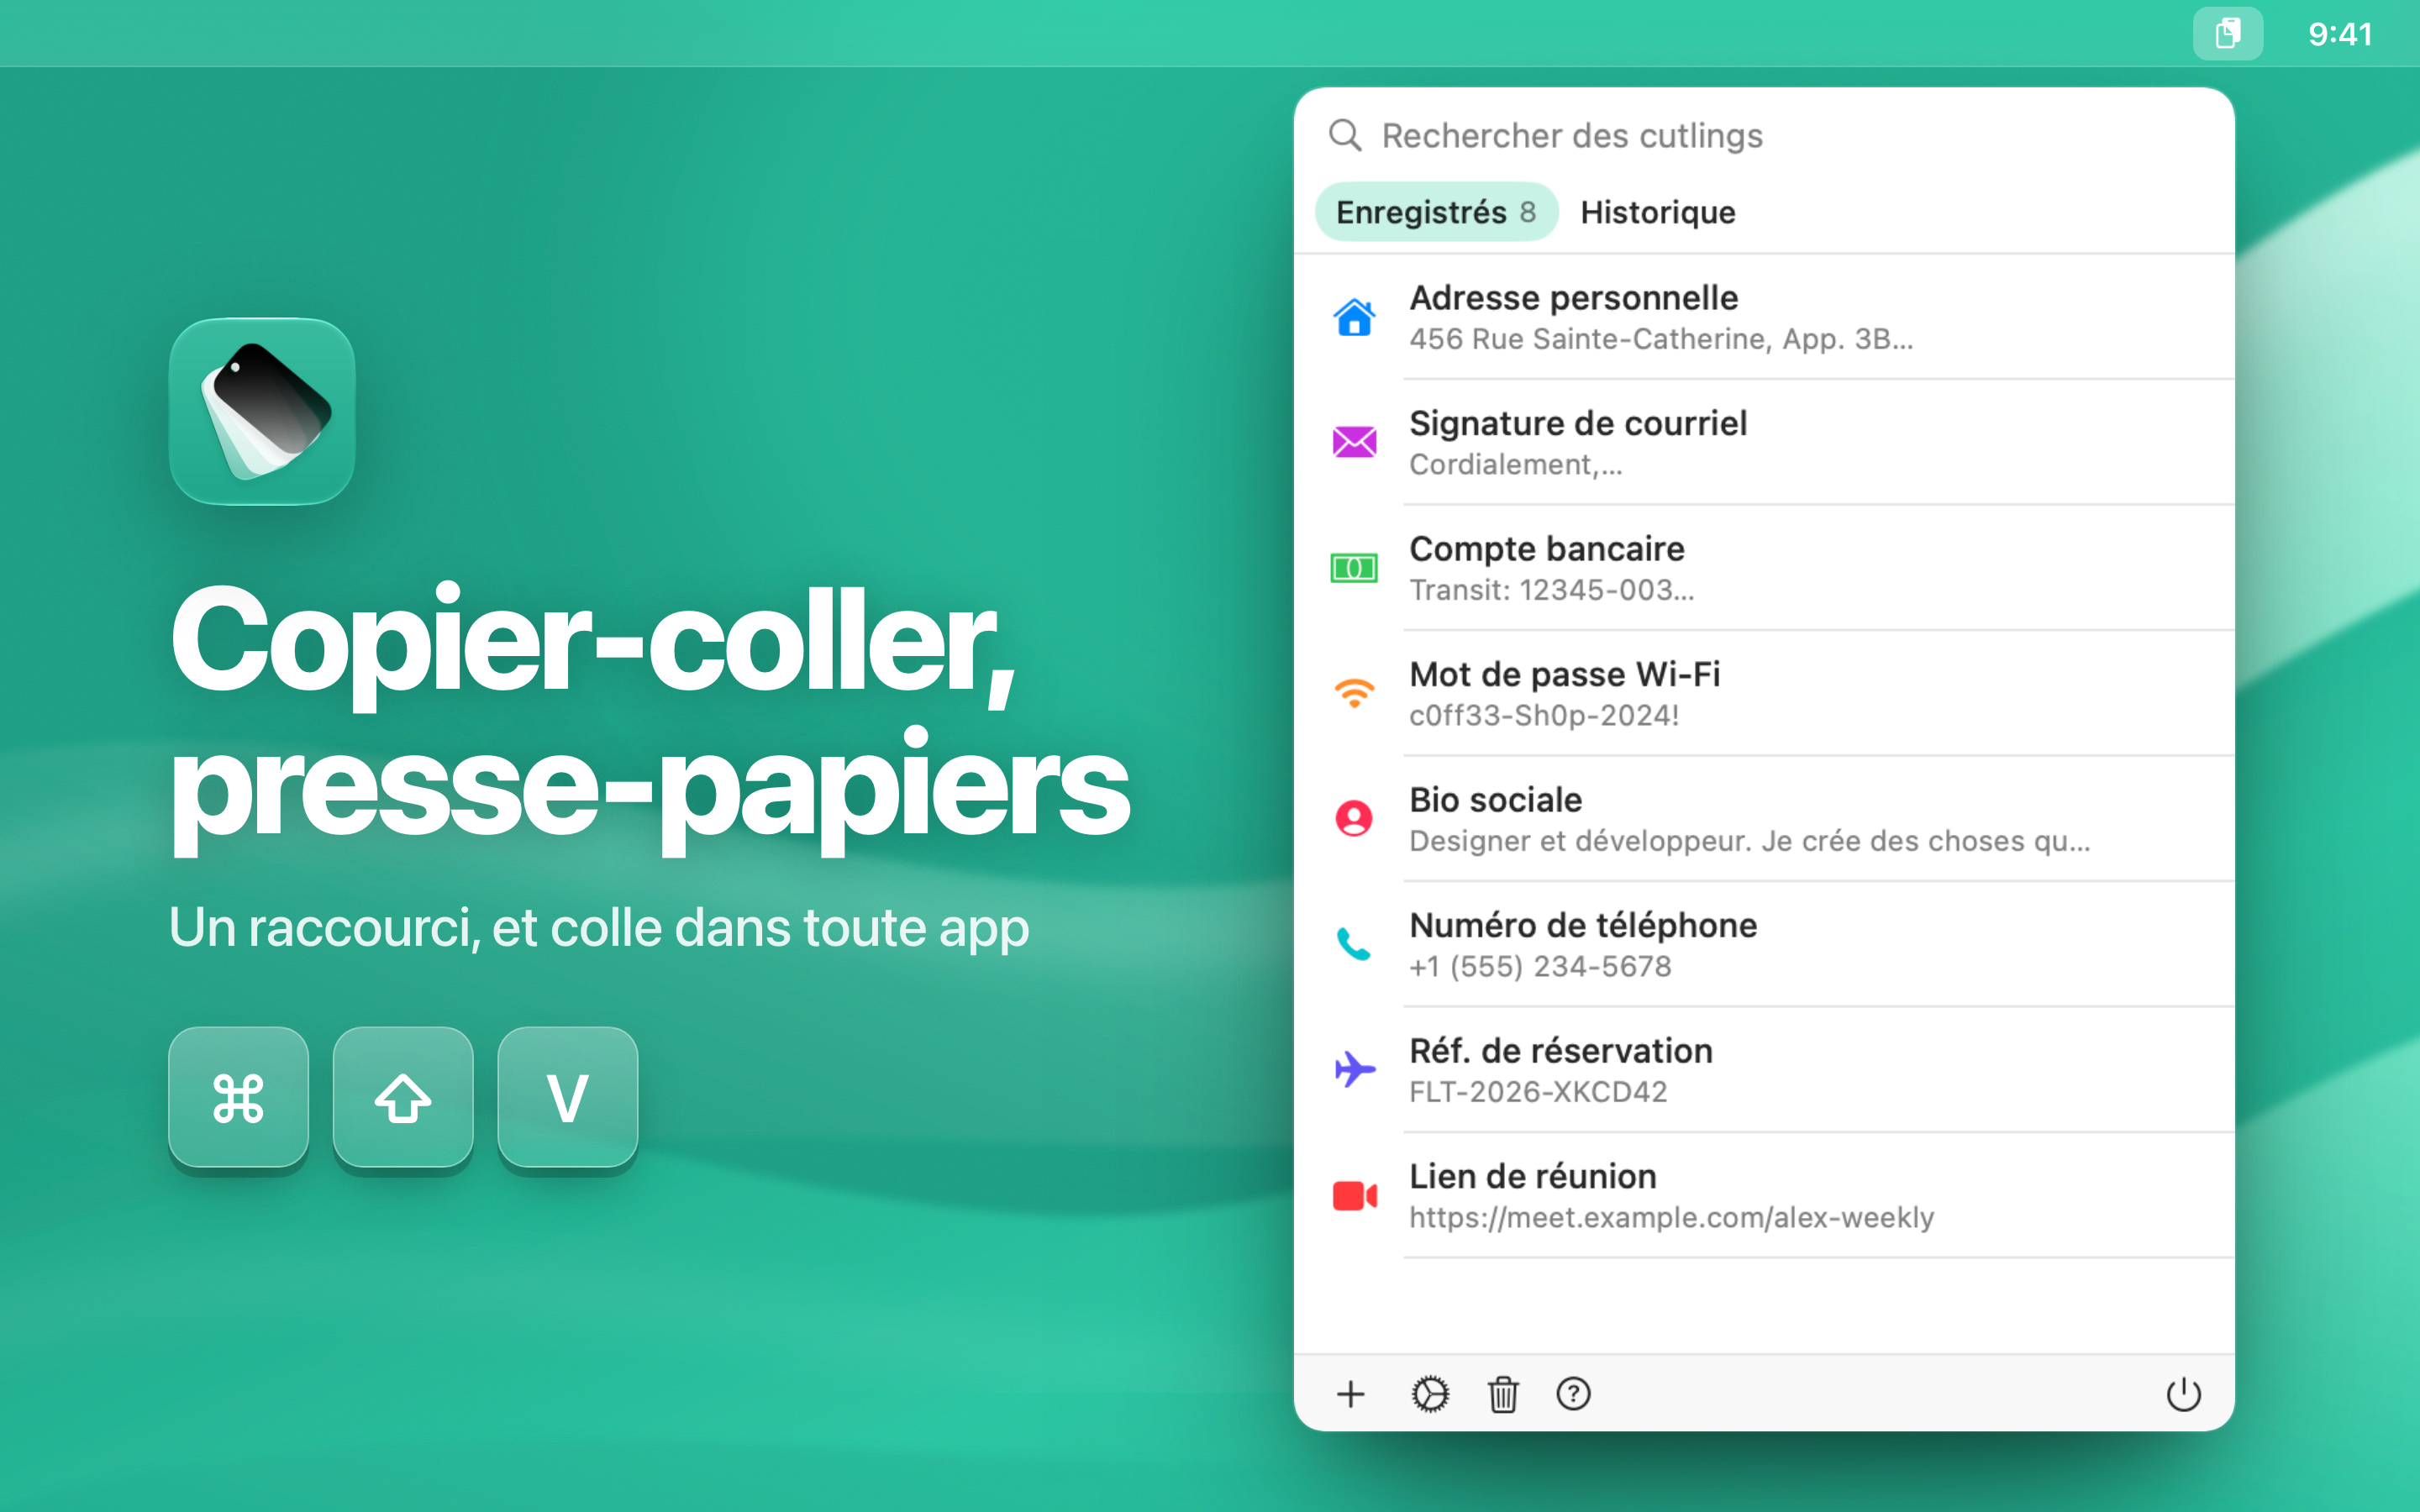 9:41
Copier-coller,
presse-papiers
Un raccourci, et colle dans toute app
⌘ ⇧ V
Rechercher des cutlings
Enregistrés 8 Historique
Adresse personnelle
456 Rue Sainte-Catherine, App. 3B...
Signature de courriel
Cordialement,...
Compte bancaire
Transit: 12345-003...
Mot de passe Wi-Fi
c0ff33-Sh0p-2024!
Bio sociale
Designer et développeur. Je crée des choses qu...
Numéro de téléphone
+1 (555) 234-5678
Réf. de réservation
FLT-2026-XKCD42
Lien de réunion
https://meet.example.com/alex-weekly